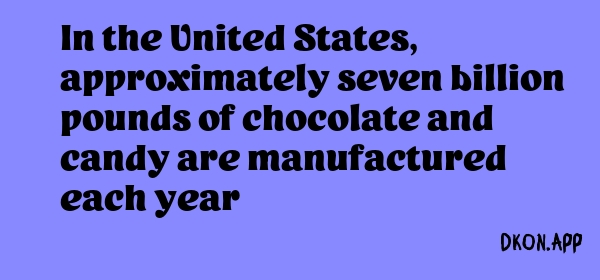 In the United States,
approximately seven billion
pounds of chocolate and
candy are manufactured
each year
DKON.APP